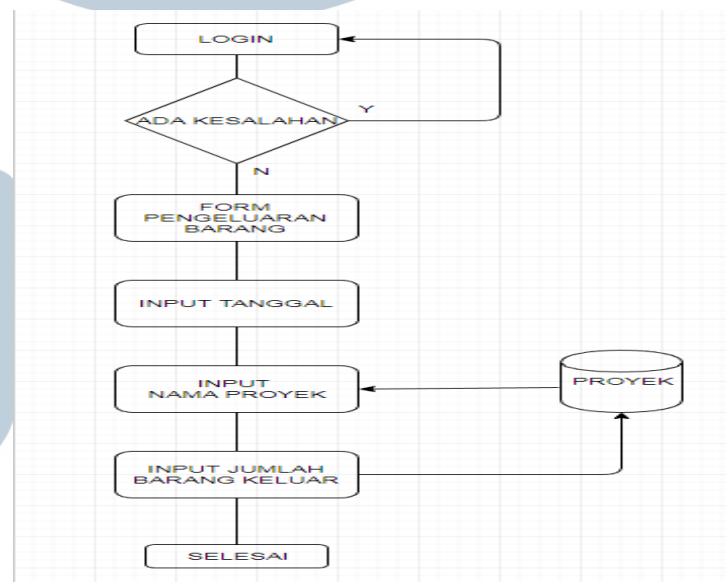 LOGIN
ADA KESALAHAN
Y
N
FORM
PENGELUARAN
BARANG
INPUT TANGGAL
INPUT
NAMA PROYEK
PROYEK
INPUT JUMLAH
BARANG KELUAR
SELESAI